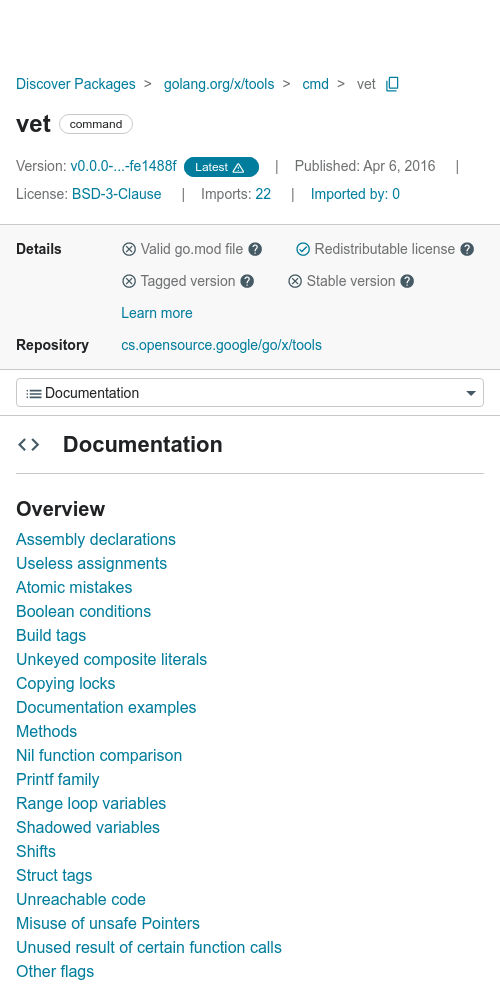 Discover Packages > golang.org/x/tools > cmd > vet
vet command
Version: v0.0.0-...-fe1488f Latest | Published: Apr 6, 2016 |
License: BSD-3-Clause | Imports: 22 | Imported by: 0
Details Valid go.mod file Redistributable license
Tagged version Stable version
Learn more
Repository cs.opensource.google/go/x/tools
Documentation
Documentation
Overview
Assembly declarations
Useless assignments
Atomic mistakes
Boolean conditions
Build tags
Unkeyed composite literals
Copying locks
Documentation examples
Methods
Nil function comparison
Printf family
Range loop variables
Shadowed variables
Shifts
Struct tags
Unreachable code
Misuse of unsafe Pointers
Unused result of certain function calls
Other flags